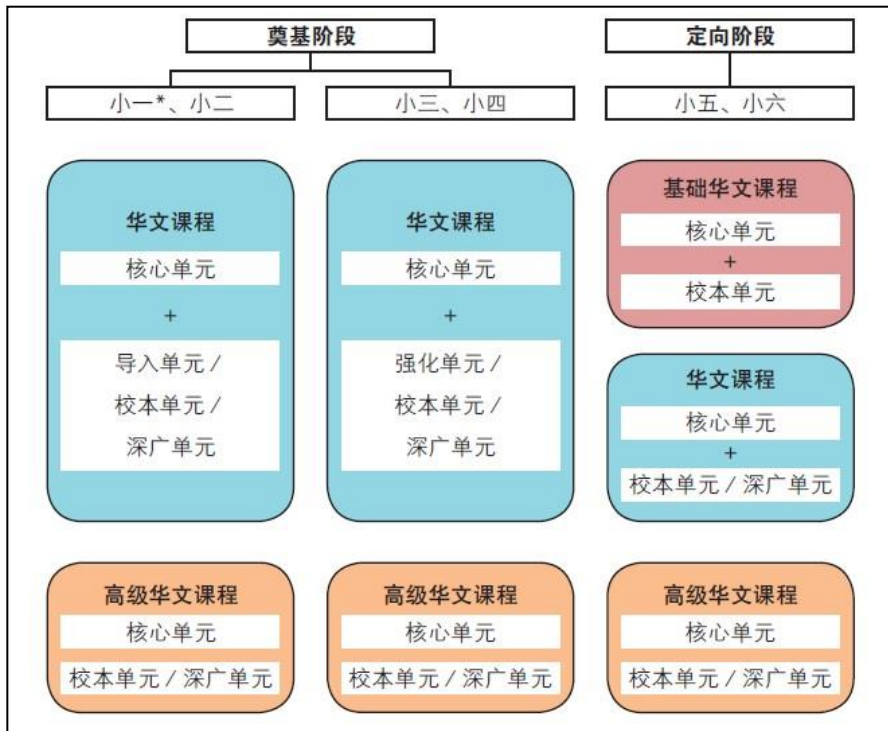 奠基阶段
定向阶段
小一*、小二
小三、小四
小五、小六
华文课程
核心单元
+
导入单元 /
校本单元 /
深广单元
华文课程
核心单元
+
强化单元 /
校本单元 /
深广单元
基础华文课程
核心单元
+
校本单元
华文课程
核心单元
+
校本单元 / 深广单元
高级华文课程
核心单元
校本单元 / 深广单元
高级华文课程
核心单元
校本单元 / 深广单元
高级华文课程
核心单元
校本单元 / 深广单元